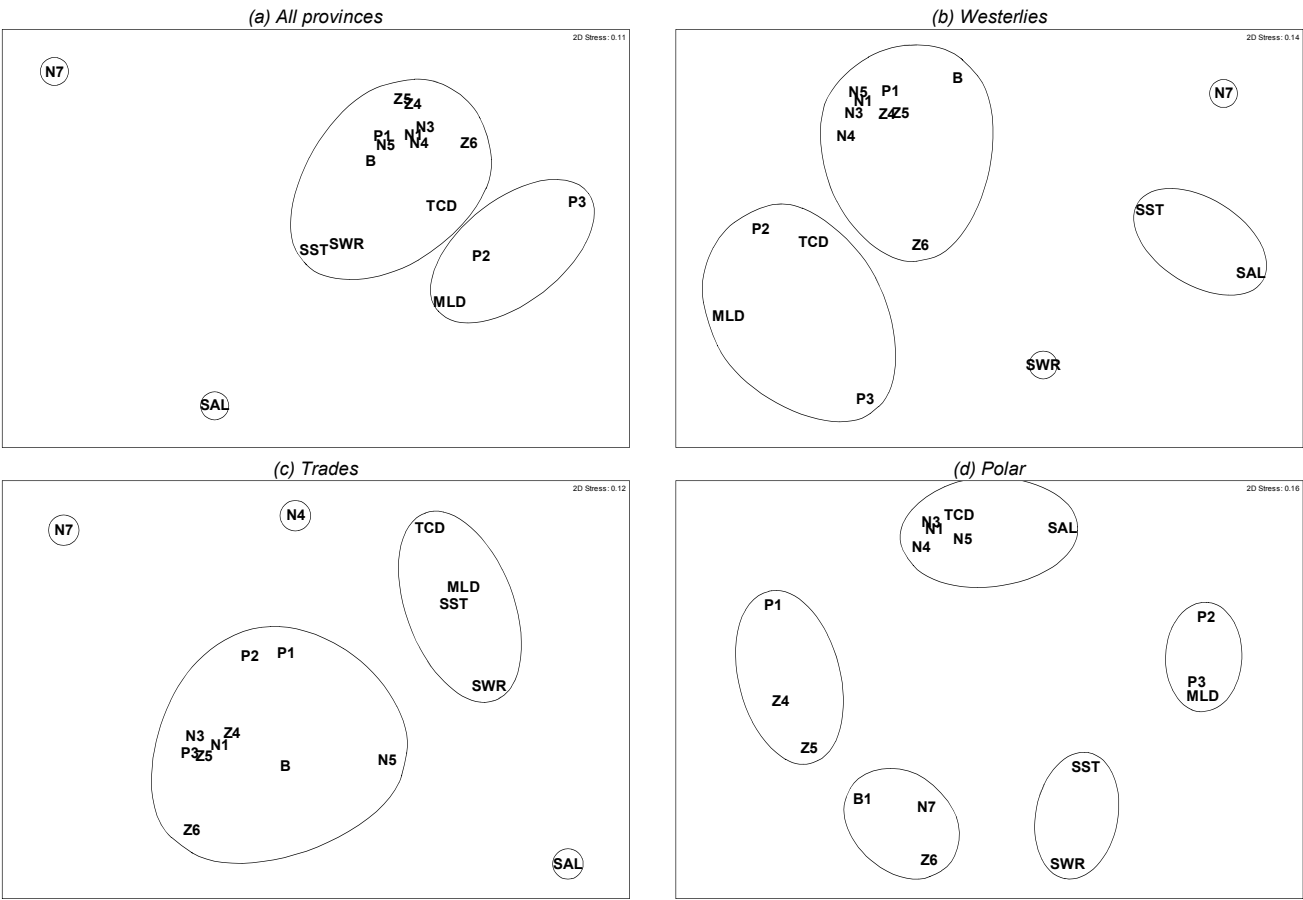 (a) All provinces
2D Stress: 0.11
N7
Z5
Z4
N3
P1
N1
N5
N4
Z6
B
TCD
P3
SST
SWR
P2
MLD
SAL
(b) Westerlies
2D Stress: 0.14
B
N5
P1
N7
N1
N3
Z4
Z5
N4
SST
P2
TCD
Z6
SAL
MLD
SWR
P3
(c) Trades
2D Stress: 0.12
N7
N4
TCD
MLD
SST
P2
P1
SWR
N3
Z4
N1
P3
Z5
B
N5
Z6
SAL
(d) Polar
2D Stress: 0.16
TCD
N3
N1
SAL
N5
N4
P1
P2
P3
MLD
Z4
Z5
SST
B1
N7
Z6
SWR